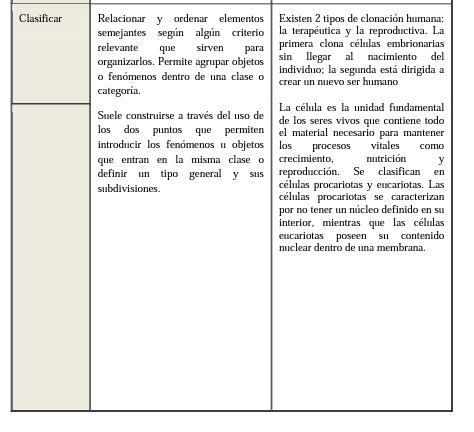 Clasificar
Relacionar y ordenar elementos
semejantes según algún criterio
relevante que sirven para
organizarlos. Permite agrupar objetos
o fenómenos dentro de una clase o
categoría.
Suele construirse a través del uso de
los dos puntos que permiten
introducir los fenómenos u objetos
que entran en la misma clase o
definir un tipo general y sus
subdivisiones.
Existen 2 tipos de clonación humana:
la terapéutica y la reproductiva. La
primera clona células embrionarias
sin llegar al nacimiento del
individuo; la segunda está dirigida a
crear un nuevo ser humano
La célula es la unidad fundamental
de los seres vivos que contiene todo
el material necesario para mantener
los procesos vitales como
crecimiento, nutrición y
reproducción. Se clasifican en
células procariotas y eucariotas. Las
células procariotas se caracterizan
por no tener un núcleo definido en su
interior, mientras que las células
eucariotas poseen su contenido
nuclear dentro de una membrana.